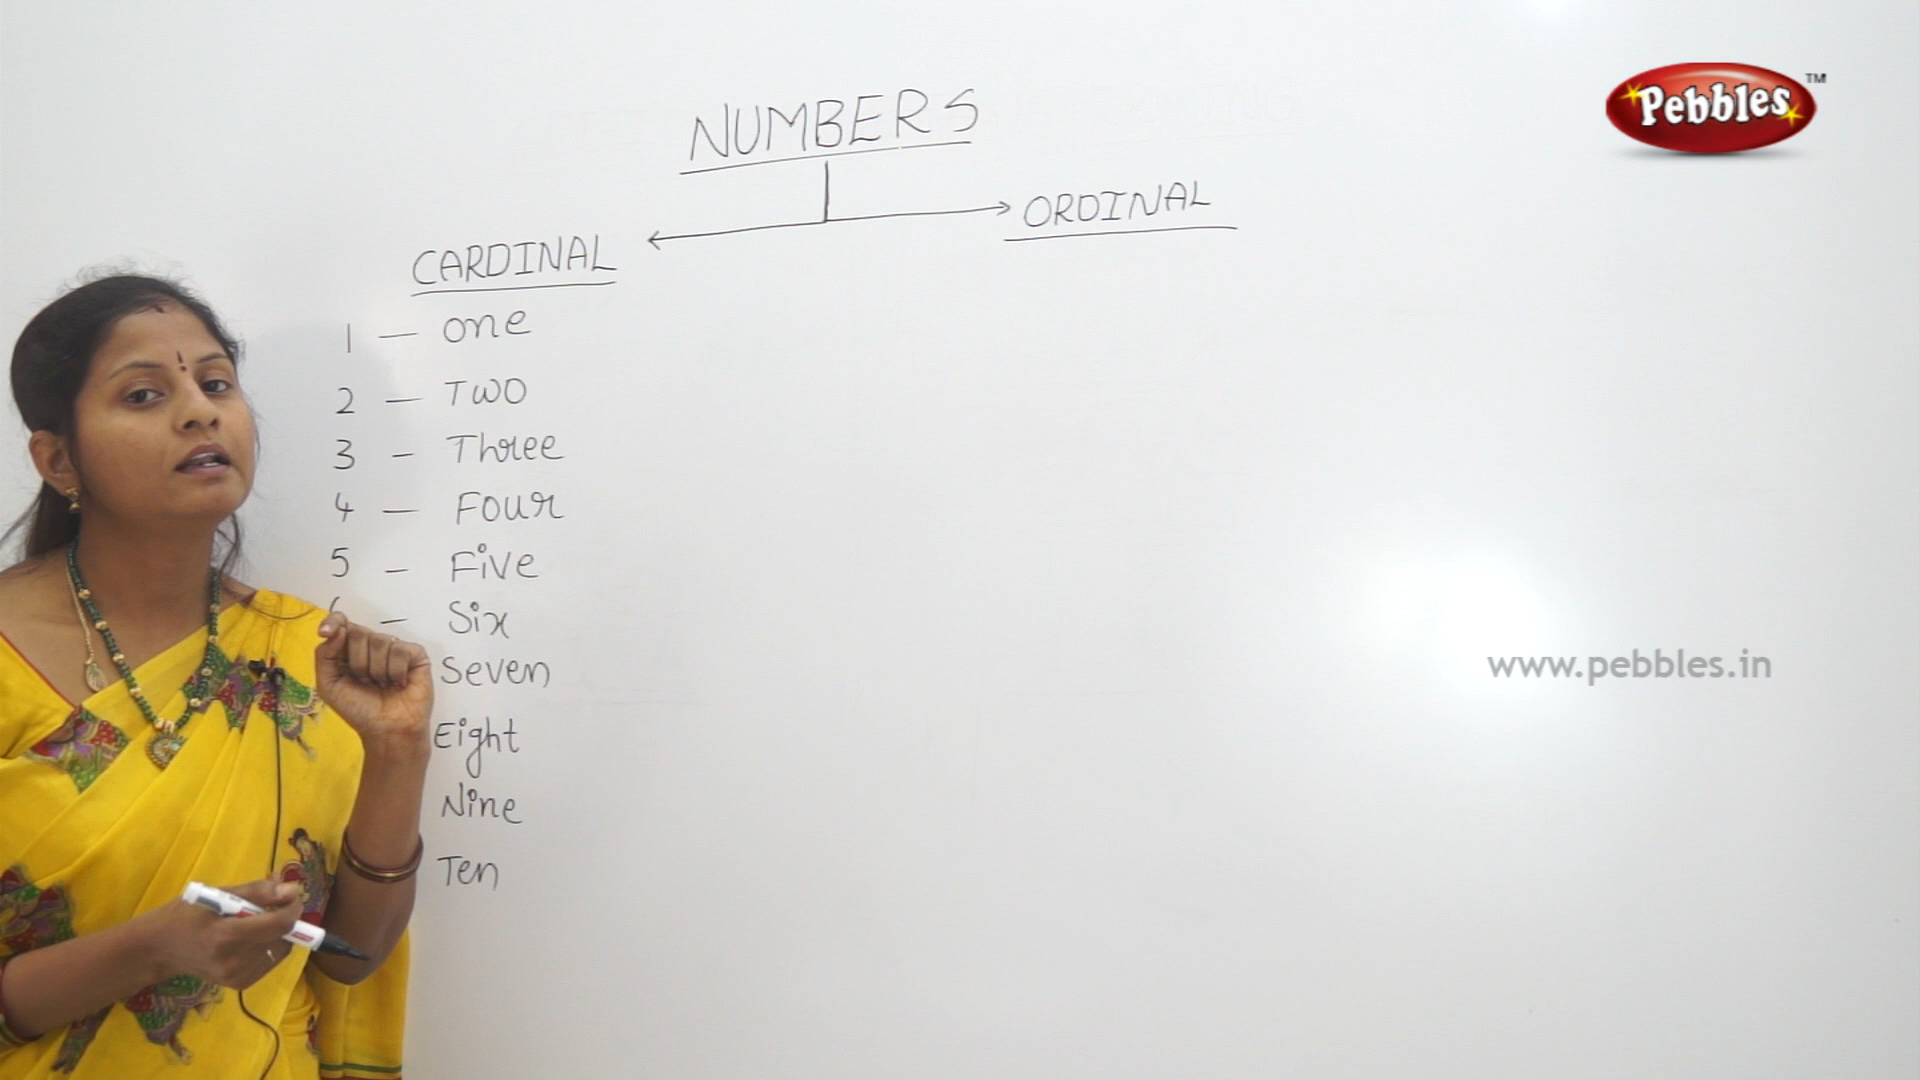 Pebbles TM
NUMBERS
ORDINAL
CARDINAL
1 — one
2 — TWO
3 – Three
4 — Four
5 – Five
– Six
Seven
Eight
Nine
Ten
www.pebbles.in